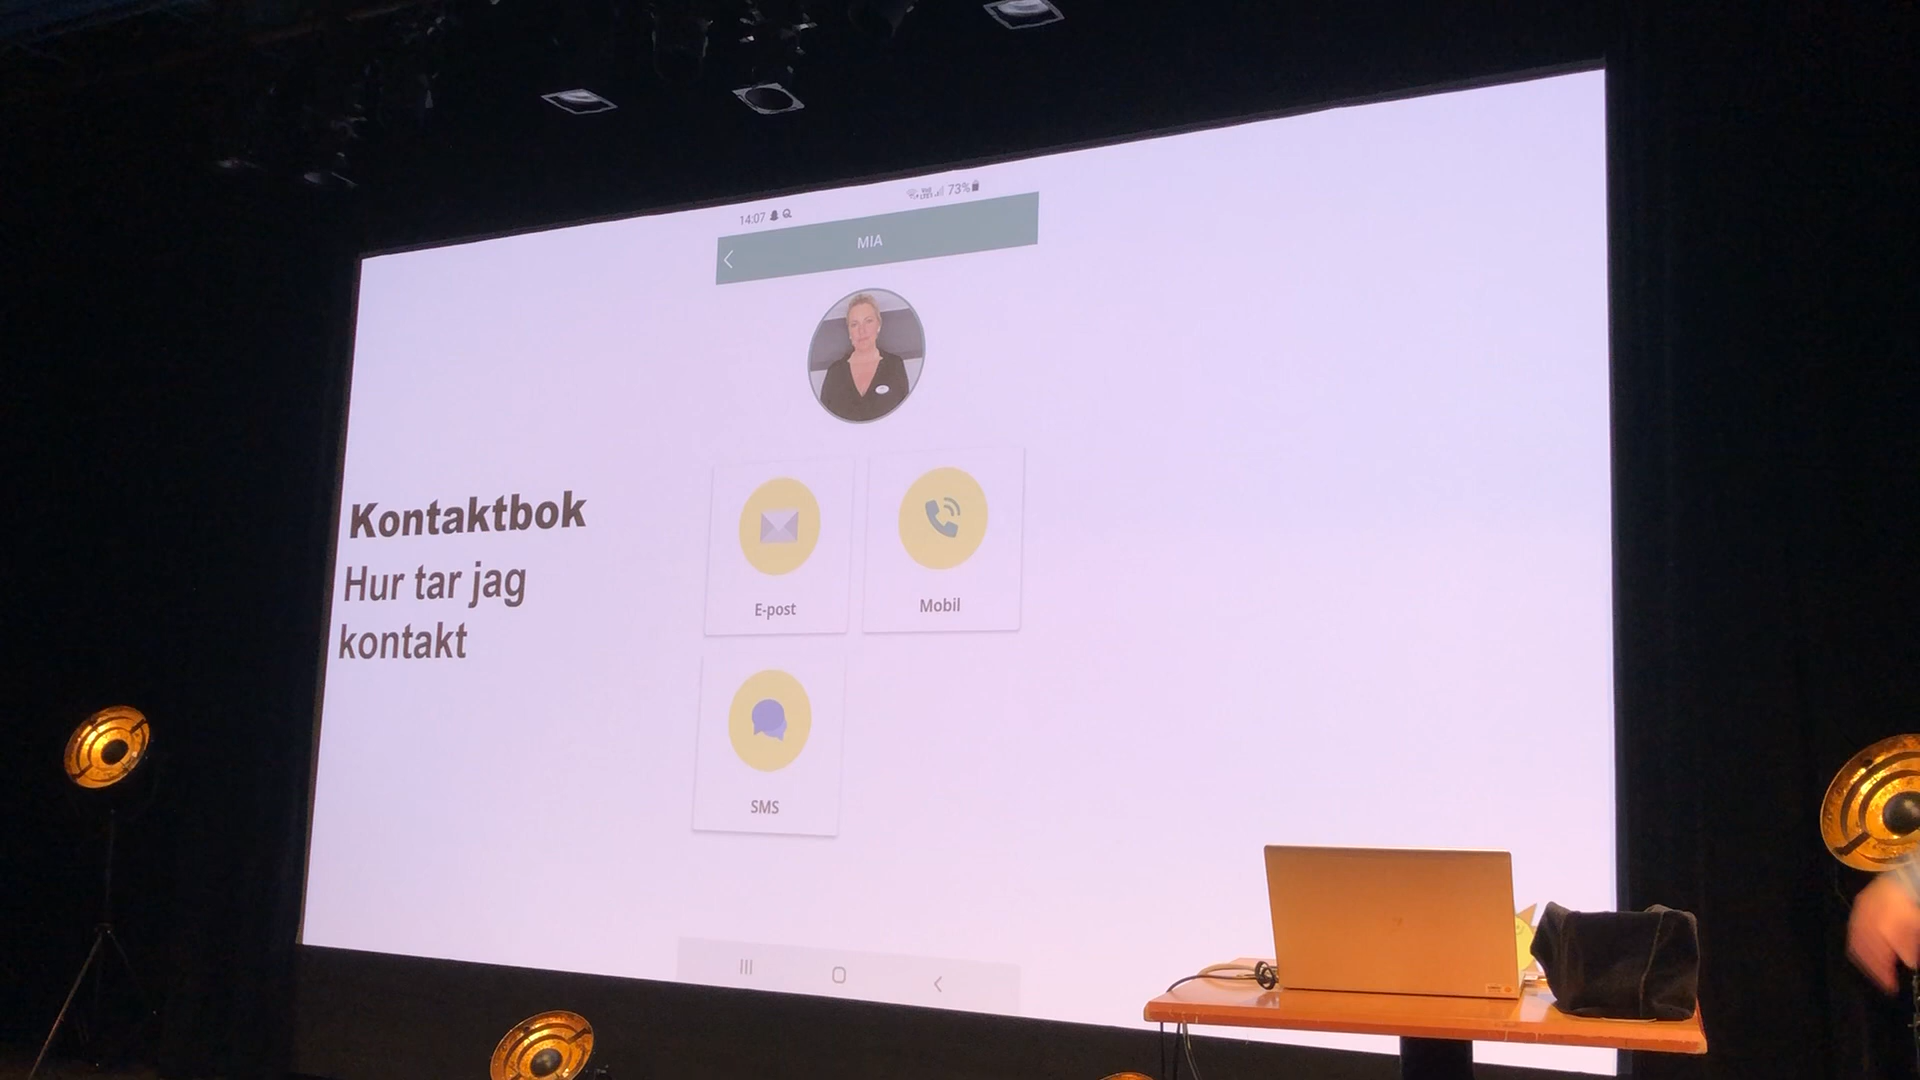 14:07 73%
MIA
Kontaktbok
Hur tar jag
kontakt
E-post
Mobil
SMS